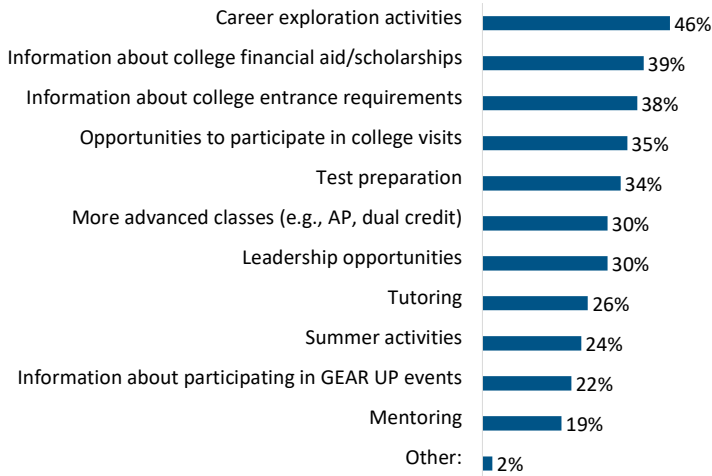 Career exploration activities 46%
Information about college financial aid/scholarships 39%
Information about college entrance requirements 38%
Opportunities to participate in college visits 35%
Test preparation 34%
More advanced classes (e.g., AP, dual credit) 30%
Leadership opportunities 30%
Tutoring 26%
Summer activities 24%
Information about participating in GEAR UP events 22%
Mentoring 19%
Other: 2%